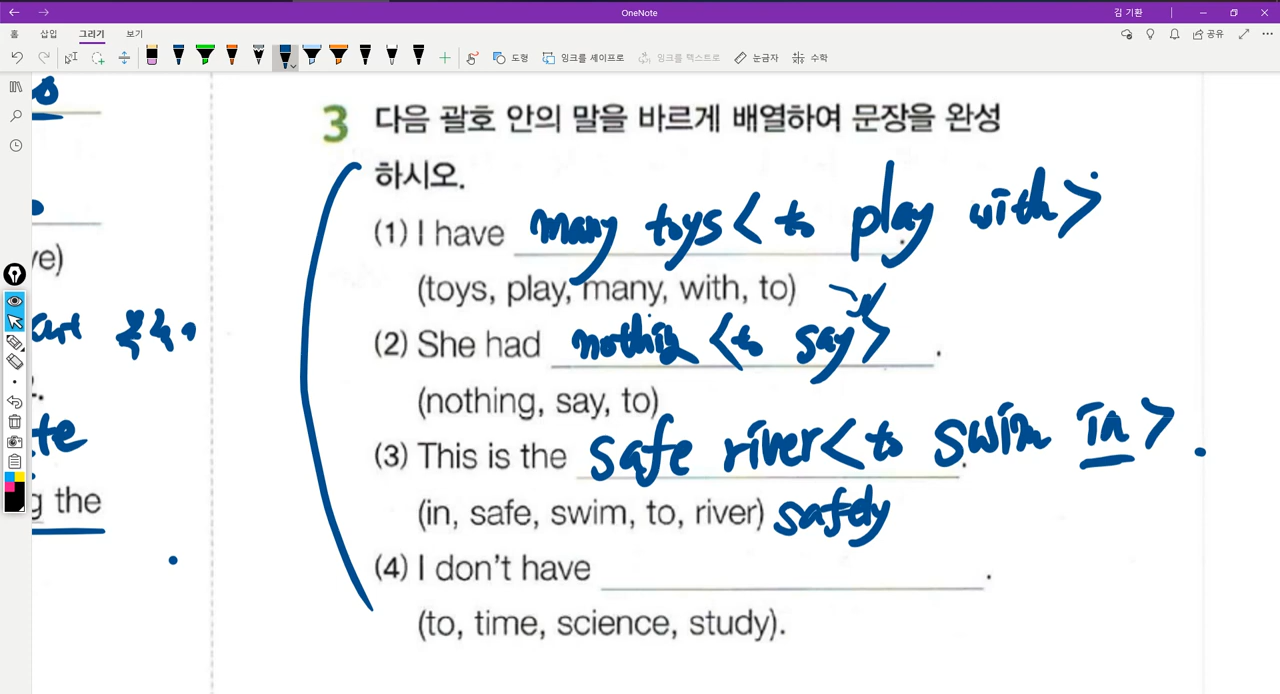 OneNote
김 기환
홈 삽입 그리기 보기
도형 잉크를 셰이프로 잉크를 텍스트로 눈금자 수학 공유
3 다음 괄호 안의 말을 바르게 배열하여 문장을 완성
하시오.
(1) I have many toys < to play with > .
(toys, play, many, with, to)
(2) She had < to say > .
(nothing, say, to)
(3) This is the safe river < to swim in > .
(in, safe, swim, to, river) safely
(4) I don't have .
(to, time, science, study).
ve)
g the